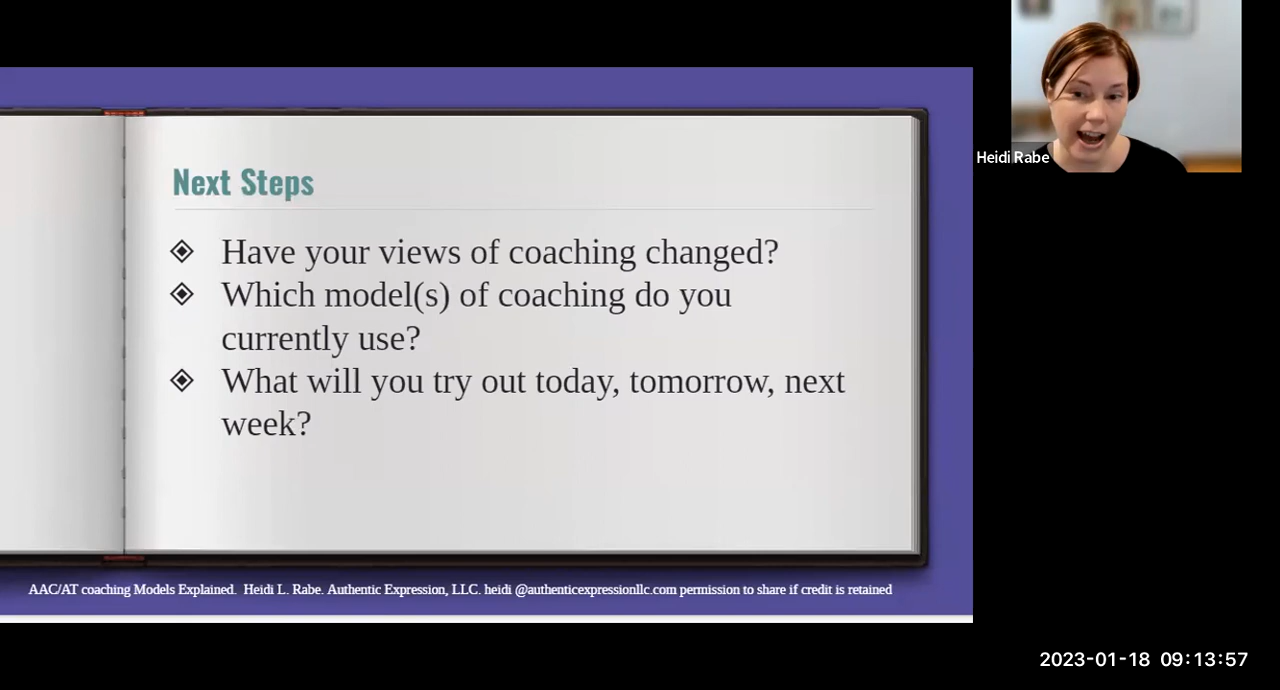 Next Steps
Have your views of coaching changed?
Which model(s) of coaching do you
currently use?
What will you try out today, tomorrow, next
week?
AAC/AT coaching Models Explained.  Heidi L. Rabe. Authentic Expression, LLC. heidi @authenticexpressionllc.com permission to share if credit is retained
Heidi Rabe
2023-01-18 09:13:57